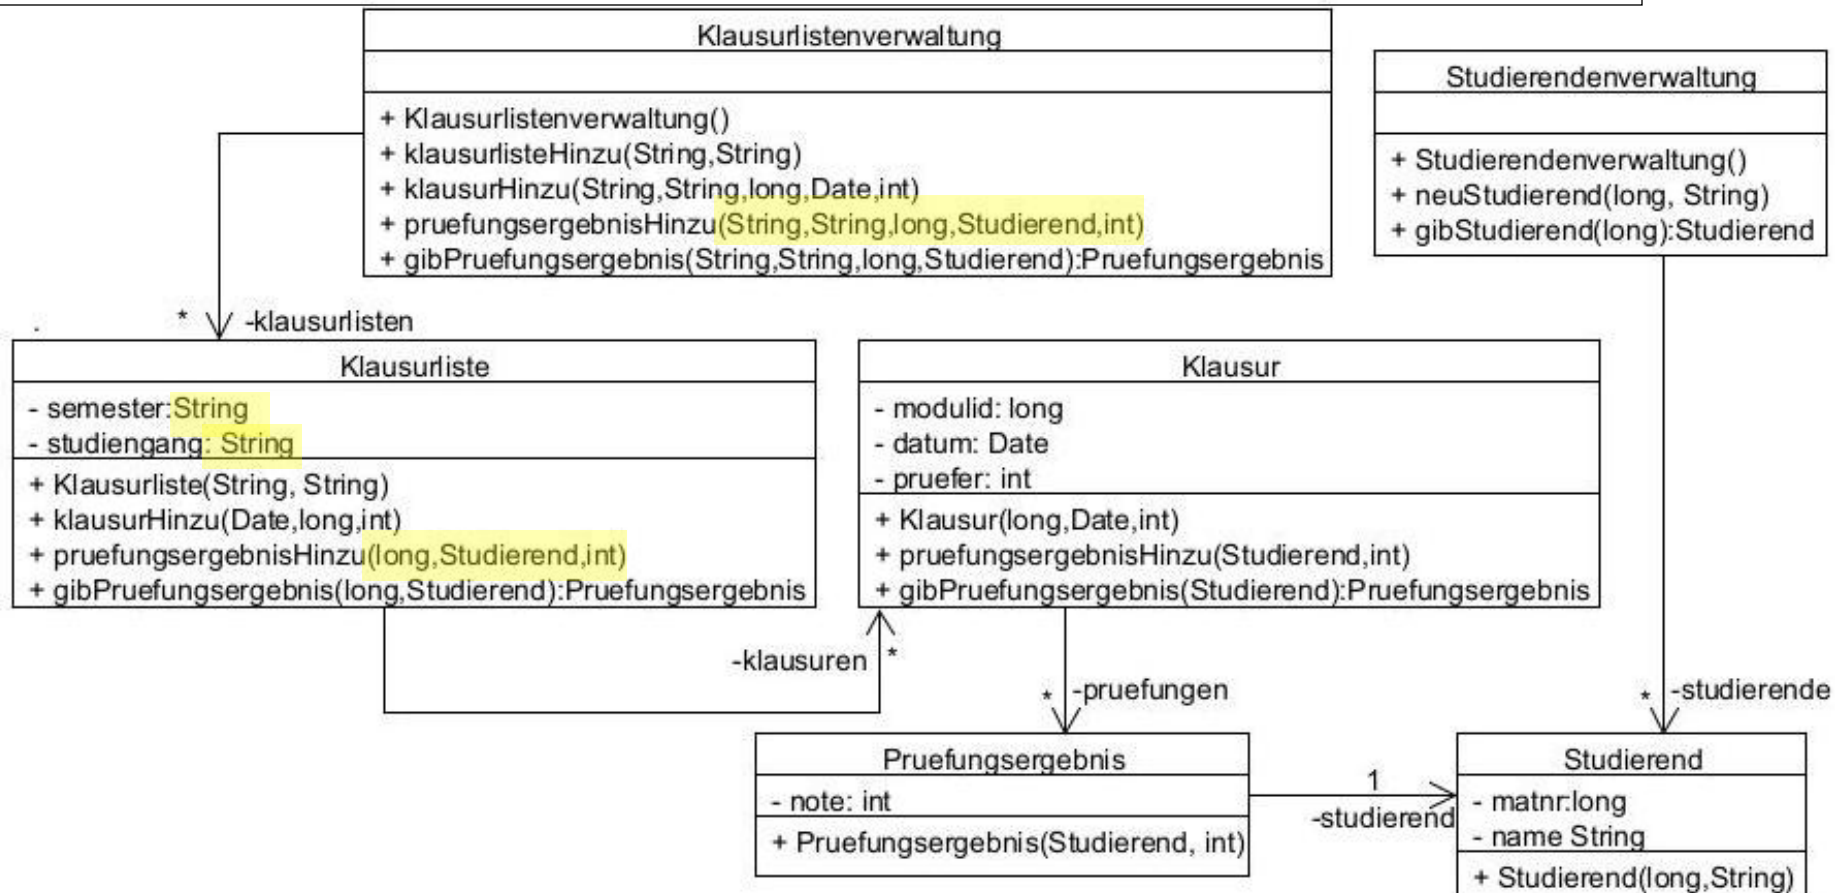 Klausurlistenverwaltung
+ Klausurlistenverwaltung()
+ klausurlisteHinzu(String,String)
+ klausurHinzu(String,String,long,Date,int)
+ pruefungsergebnisHinzu(String,String,long,Studierend,int)
+ gibPruefungsergebnis(String,String,long,Studierend):Pruefungsergebnis
Studierendenverwaltung
+ Studierendenverwaltung()
+ neuStudierend(long, String)
+ gibStudierend(long):Studierend
* -klausurlisten
Klausurliste
- semester:String
- studiengang: String
+ Klausurliste(String, String)
+ klausurHinzu(Date,long,int)
+ pruefungsergebnisHinzu(long,Studierend,int)
+ gibPruefungsergebnis(long,Studierend):Pruefungsergebnis
Klausur
- modulid: long
- datum: Date
- pruefer: int
+ Klausur(long,Date,int)
+ pruefungsergebnisHinzu(Studierend,int)
+ gibPruefungsergebnis(Studierend):Pruefungsergebnis
-klausuren *
* -pruefungen
* -studierende
Pruefungsergebnis
- note: int
+ Pruefungsergebnis(Studierend, int)
1
-studierend
Studierend
- matnr:long
- name String
+ Studierend(long,String)